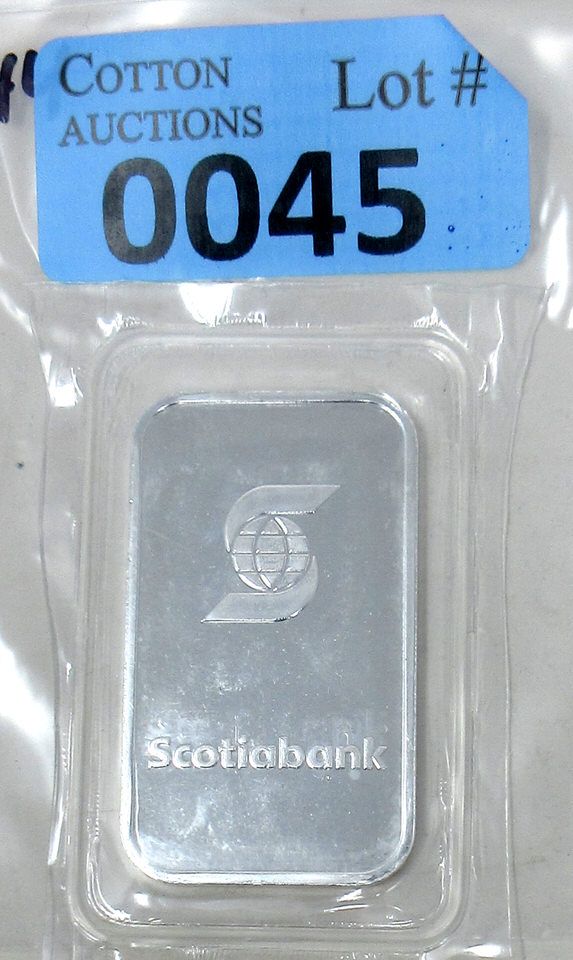 COTTON
AUCTIONS
Lot #
0045
Scotiabank